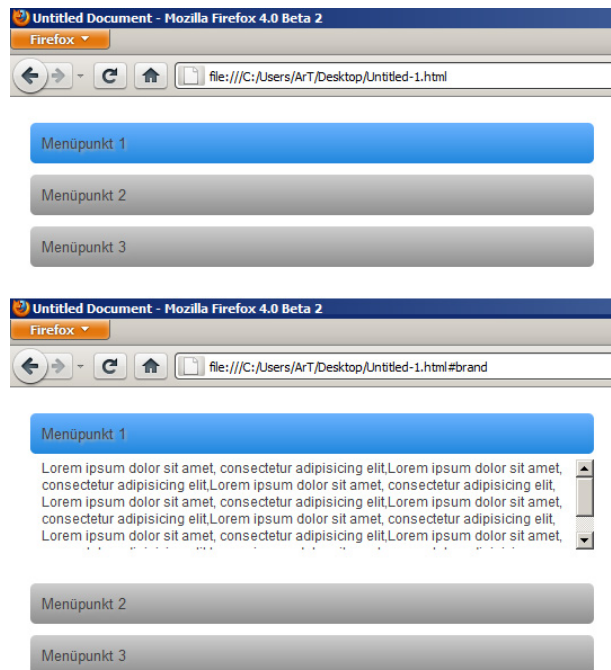 Untitled Document - Mozilla Firefox 4.0 Beta 2
Firefox
file:///C:/Users/ArT/Desktop/Untitled-1.html
Menüpunkt 1
Menüpunkt 2
Menüpunkt 3
Untitled Document - Mozilla Firefox 4.0 Beta 2
Firefox
file:///C:/Users/ArT/Desktop/Untitled-1.html#brand
Menüpunkt 1
Lorem ipsum dolor sit amet, consectetur adipisicing elit,Lorem ipsum dolor sit amet,
consectetur adipisicing elit,Lorem ipsum dolor sit amet, consectetur adipisicing elit,
Lorem ipsum dolor sit amet, consectetur adipisicing elit,Lorem ipsum dolor sit amet,
consectetur adipisicing elit,Lorem ipsum dolor sit amet, consectetur adipisicing elit,
Lorem ipsum dolor sit amet, consectetur adipisicing elit,Lorem ipsum dolor sit amet,
Menüpunkt 2
Menüpunkt 3